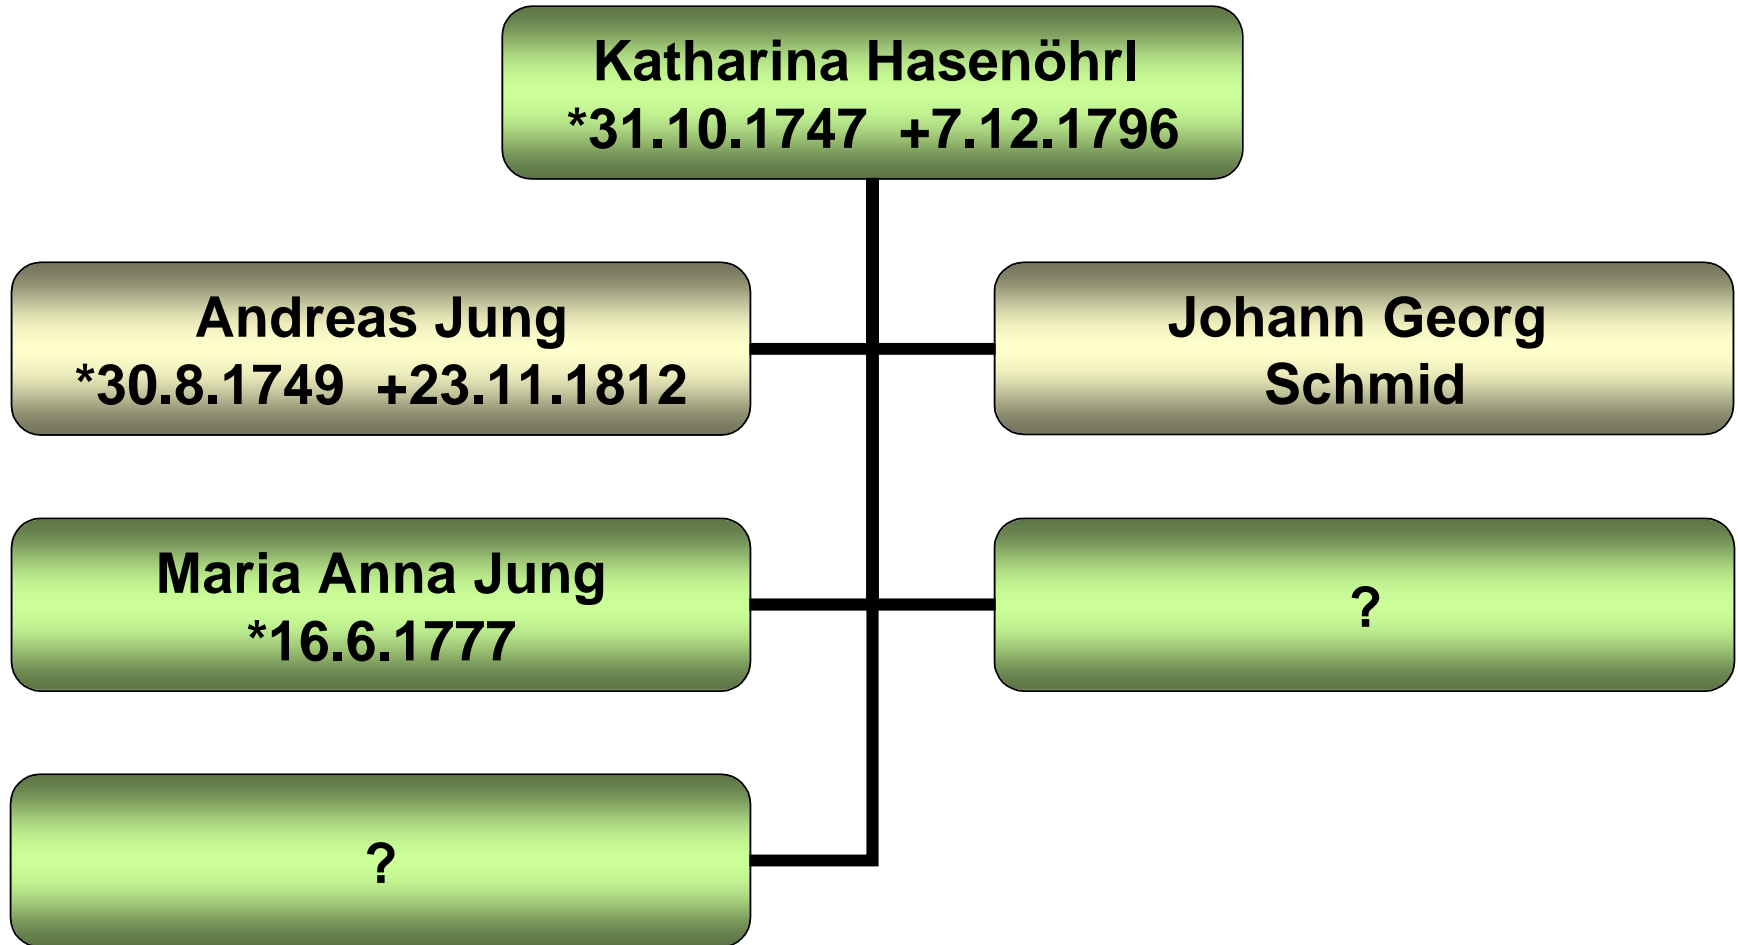 Katharina Hasenöhrl
*31.10.1747 +7.12.1796
Andreas Jung
*30.8.1749 +23.11.1812
Johann Georg
Schmid
Maria Anna Jung
*16.6.1777
?
?